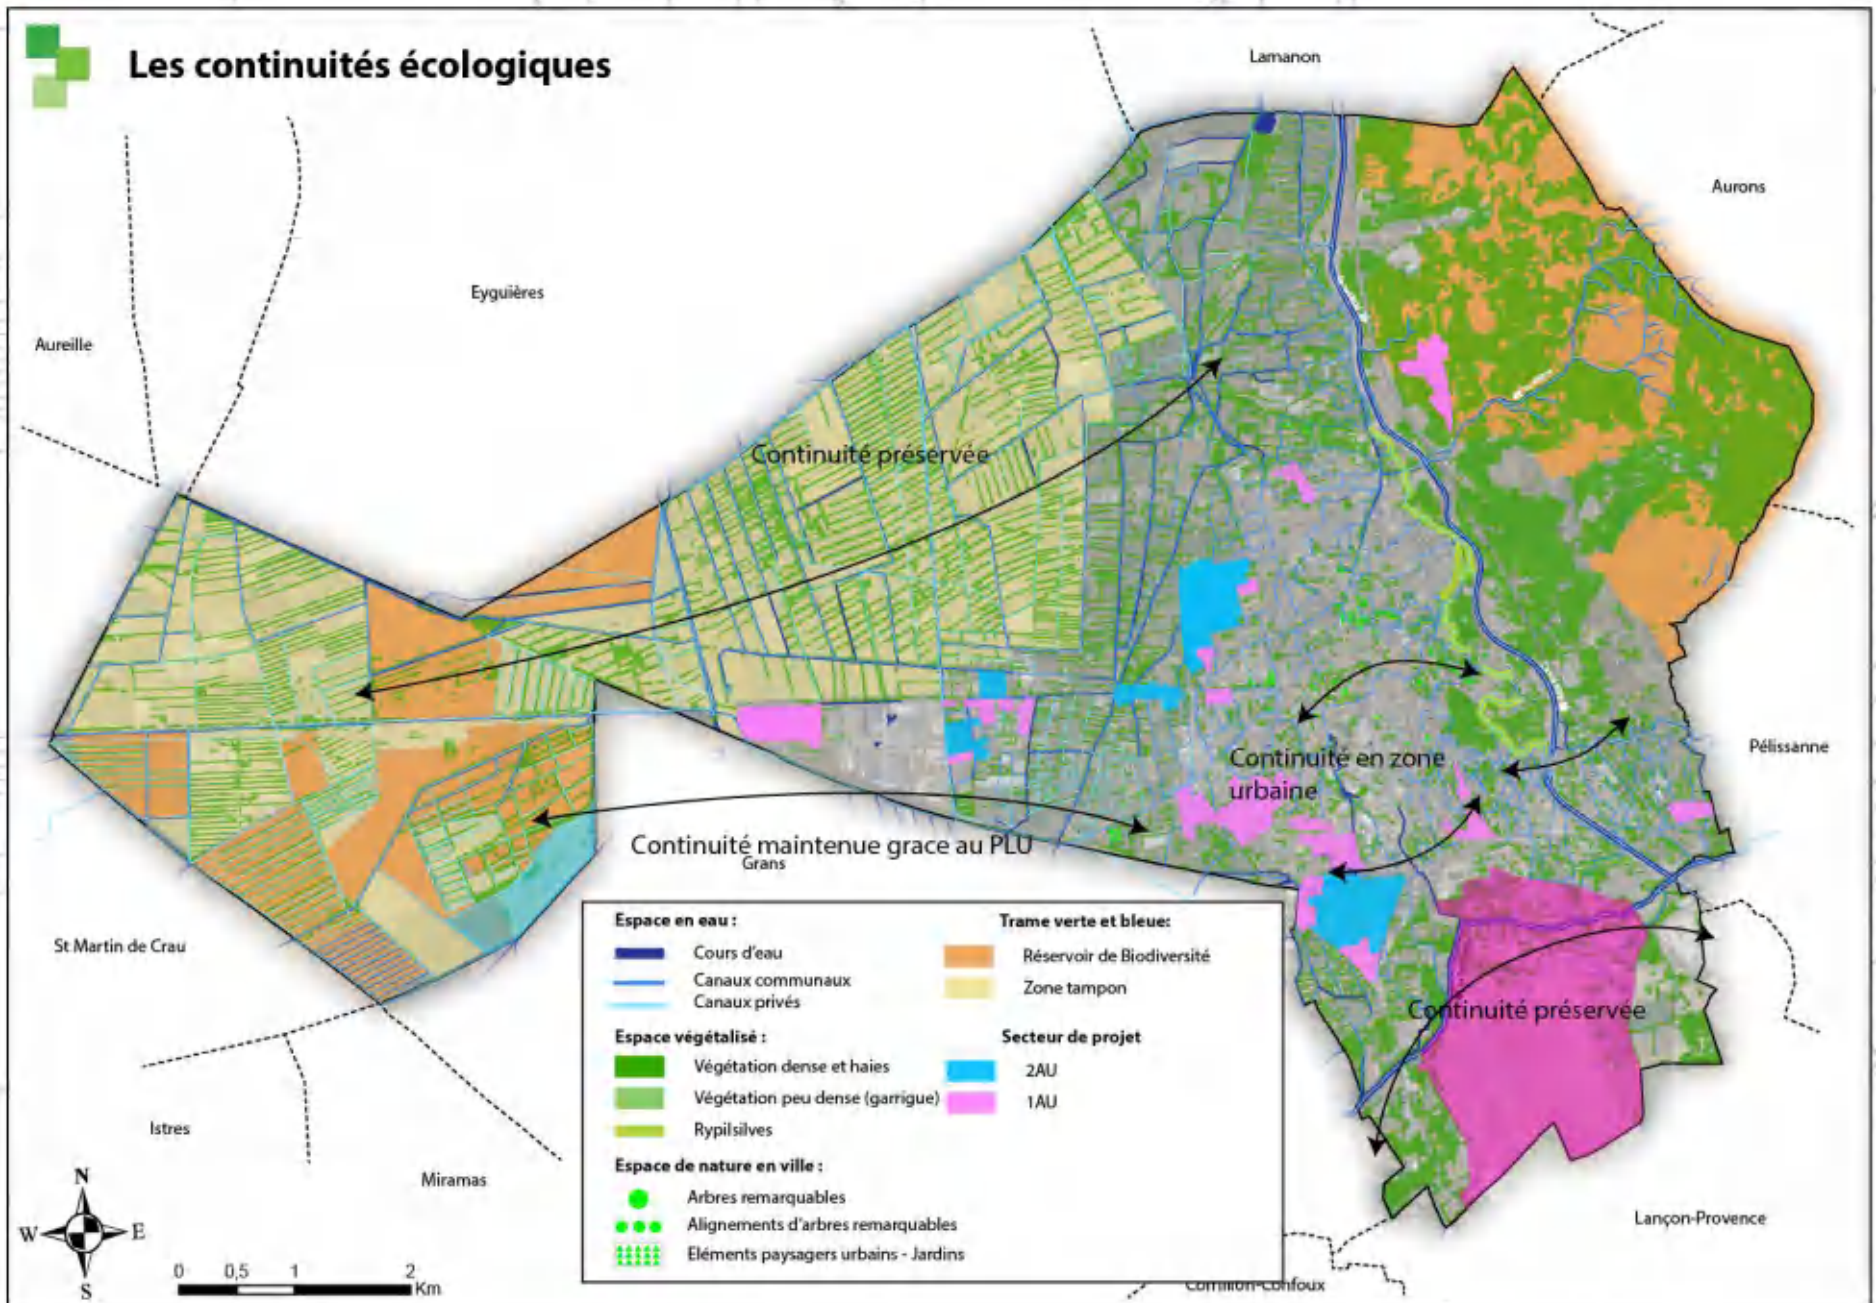 Les continuités écologiques
Lamanon
Aurons
Eyguières
Aureille
Continuité préservée
Continuité en zone
urbaine
Pélissanne
Continuité maintenue grace au PLU
Grans
St Martin de Crau
Continuité préservée
Istres
Miramas
Lançon-Provence
Cornillon-Confoux
Espace en eau :
Cours d'eau
Canaux communaux
Canaux privés
Espace végétalisé :
Végétation dense et haies
Végétation peu dense (garrigue)
Rypilsilves
Espace de nature en ville :
Arbres remarquables
Alignements d'arbres remarquables
Eléments paysagers urbains - Jardins
Trame verte et bleue:
Réservoir de Biodiversité
Zone tampon
Secteur de projet
2AU
1AU
N
W E
S
0 0,5 1 2
Km